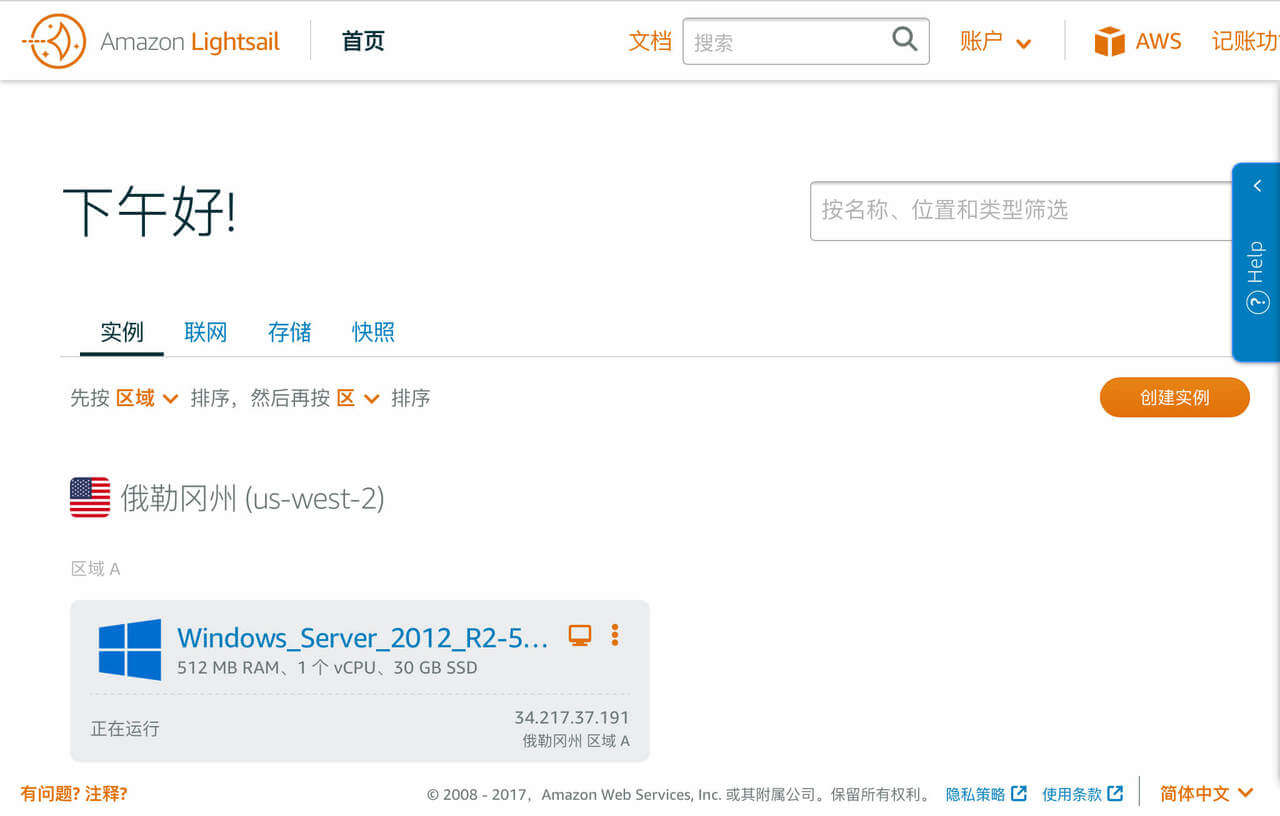 Amazon Lightsail
首页
文档
搜索
账户
AWS
记账功
下午好!
按名称、位置和类型筛选
Help
实例
联网
存储
快照
先按 区域 排序，然后再按 区 排序
创建实例
俄勒冈州 (us-west-2)
区域 A
Windows_Server_2012_R2-5...
512 MB RAM、1 个 vCPU、30 GB SSD
正在运行
34.217.37.191
俄勒冈州 区域 A
有问题? 注释?
© 2008 - 2017，Amazon Web Services, Inc. 或其附属公司。保留所有权利。
隐私策略
使用条款
简体中文